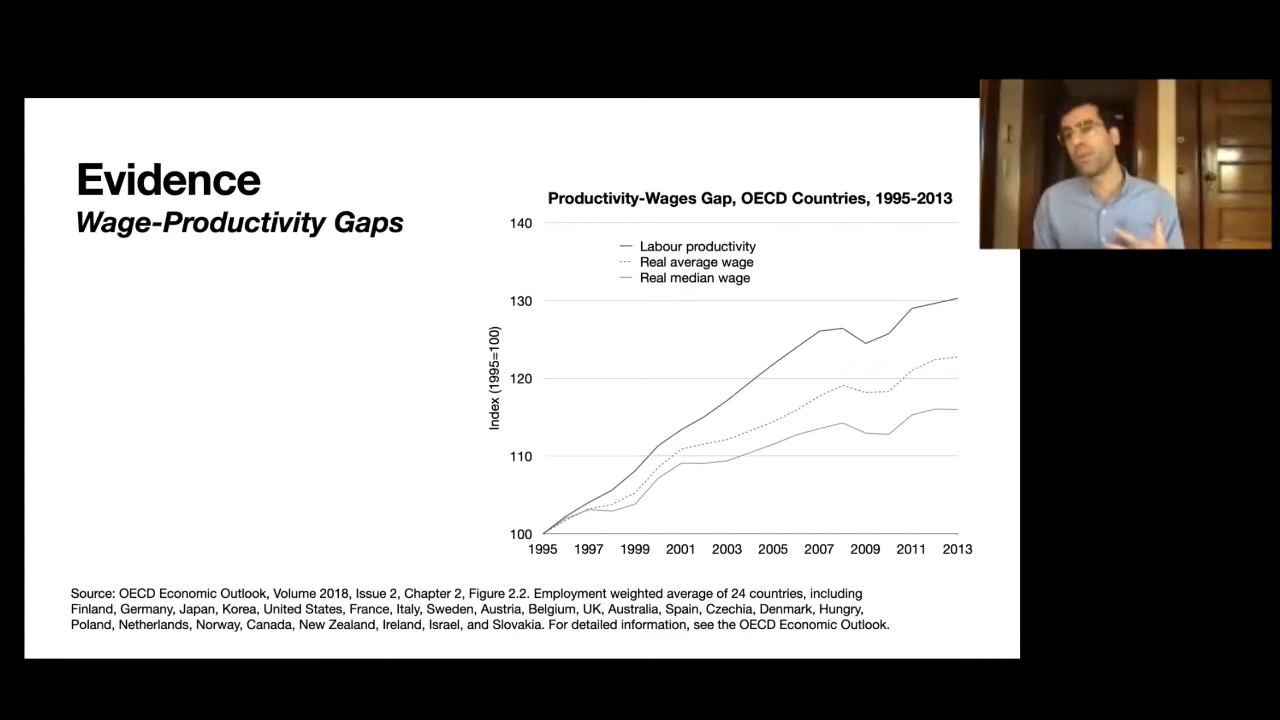 Evidence
Wage-Productivity Gaps
Productivity-Wages Gap, OECD Countries, 1995-2013
140
Labour productivity
Real average wage
Real median wage
130
120
110
100
Index (1995=100)
1995 1997 1999 2001 2003 2005 2007 2009 2011 2013
Source: OECD Economic Outlook, Volume 2018, Issue 2, Chapter 2, Figure 2.2. Employment weighted average of 24 countries, including
Finland, Germany, Japan, Korea, United States, France, Italy, Sweden, Austria, Belgium, UK, Australia, Spain, Czechia, Denmark, Hungry,
Poland, Netherlands, Norway, Canada, New Zealand, Ireland, Israel, and Slovakia. For detailed information, see the OECD Economic Outlook.